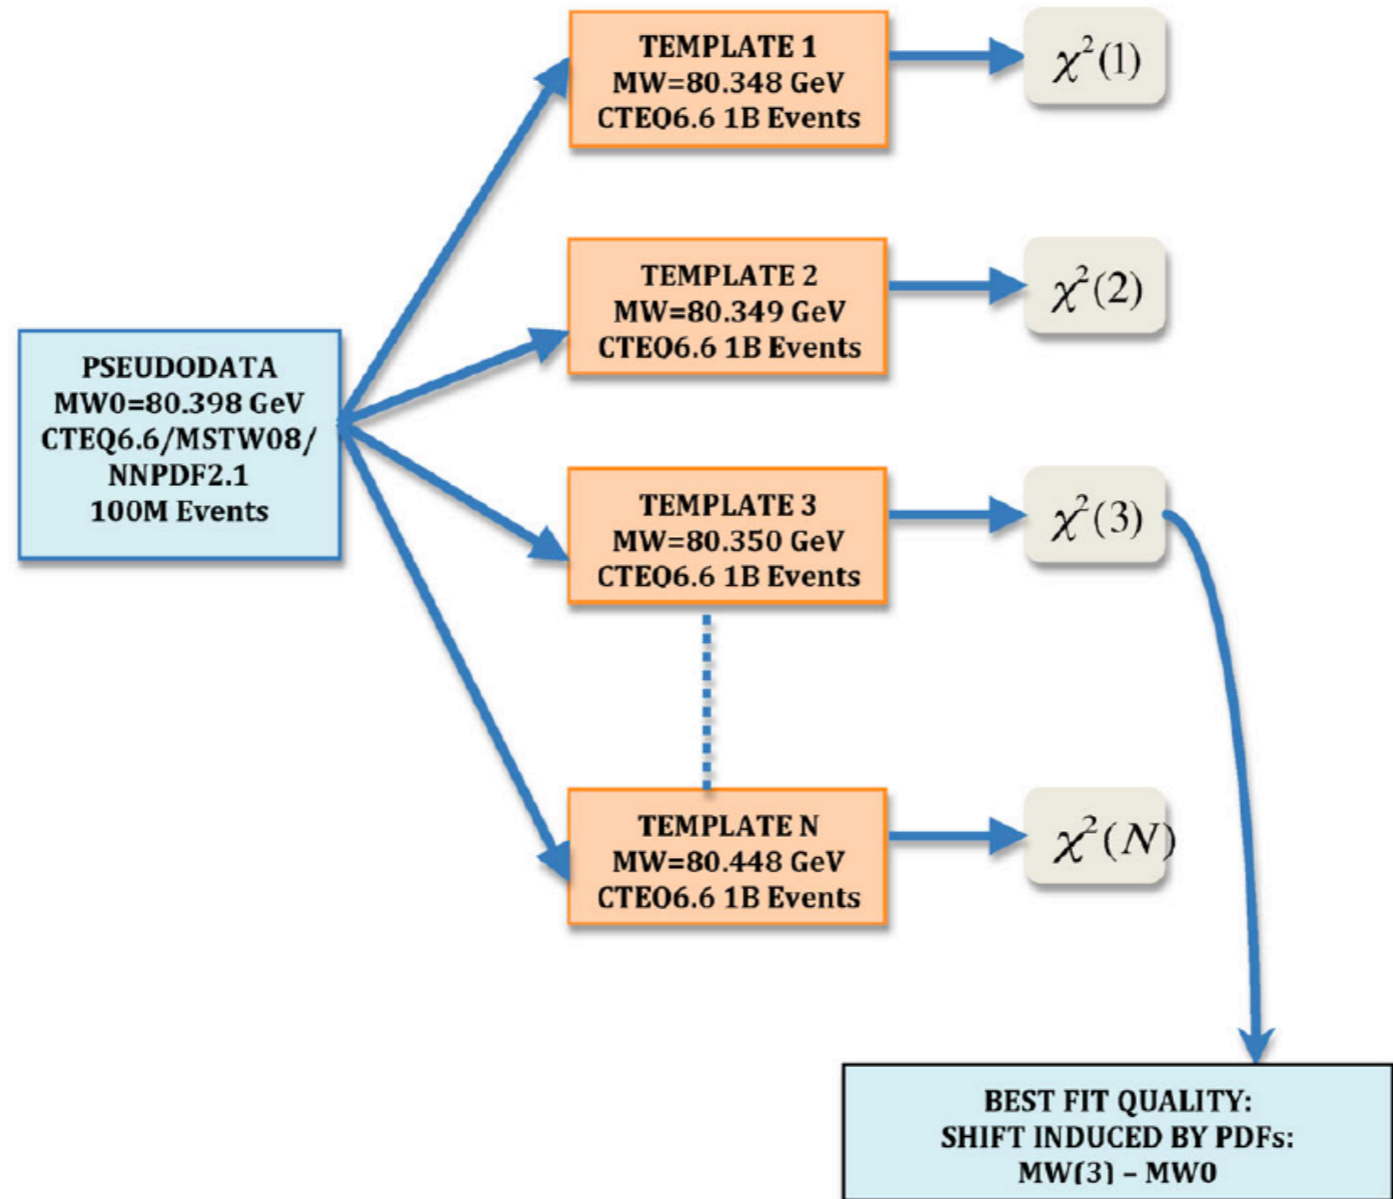 TEMPLATE 1
MW=80.348 GeV
CTEQ6.6 1B Events
χ²(1)
TEMPLATE 2
MW=80.349 GeV
CTEQ6.6 1B Events
χ²(2)
PSEUDODATA
MW0=80.398 GeV
CTEQ6.6/MSTW08/
NNPDF2.1
100M Events
TEMPLATE 3
MW=80.350 GeV
CTEQ6.6 1B Events
χ²(3)
TEMPLATE N
MW=80.448 GeV
CTEQ6.6 1B Events
χ²(N)
BEST FIT QUALITY:
SHIFT INDUCED BY PDFs:
MW(3) – MW0